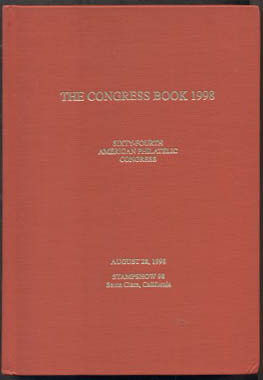 THE CONGRESS BOOK 1998
SIXTY-FOURTH
AMERICAN PHILATELIC
CONGRESS
AUGUST 28, 1998
STAMPSHOW 98
Santa Clara, California